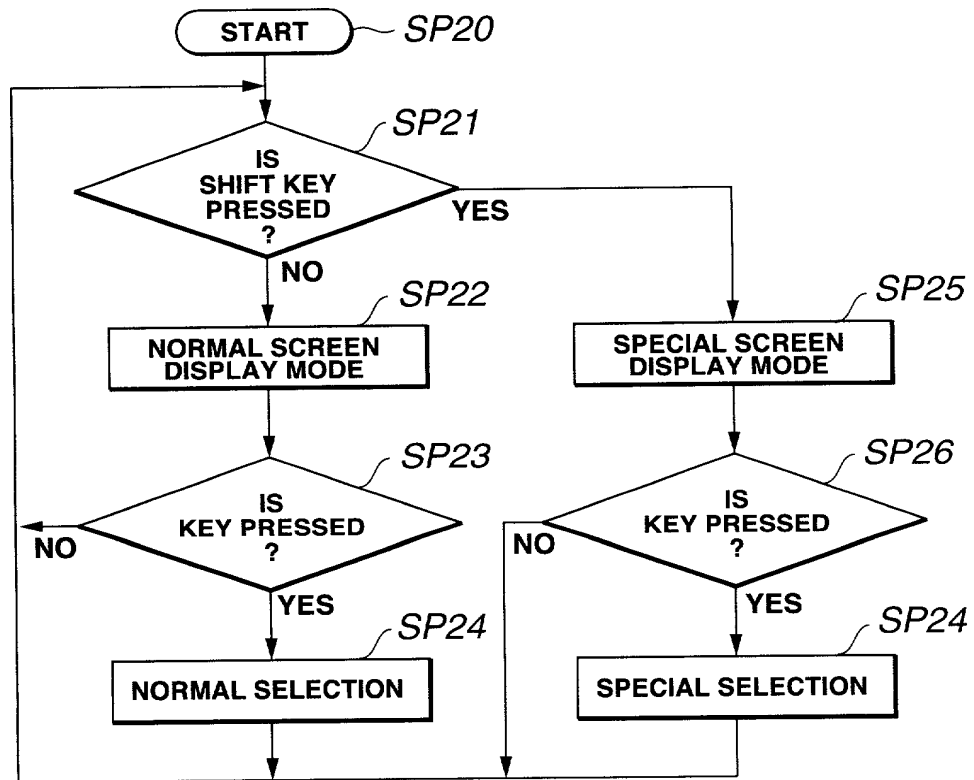 START
SP20
SP21
IS
SHIFT KEY
PRESSED
?
YES
NO
SP22
NORMAL SCREEN
DISPLAY MODE
SP25
SPECIAL SCREEN
DISPLAY MODE
SP23
IS
KEY PRESSED
?
NO
YES
SP26
IS
KEY PRESSED
?
NO
YES
SP24
NORMAL SELECTION
SP24
SPECIAL SELECTION